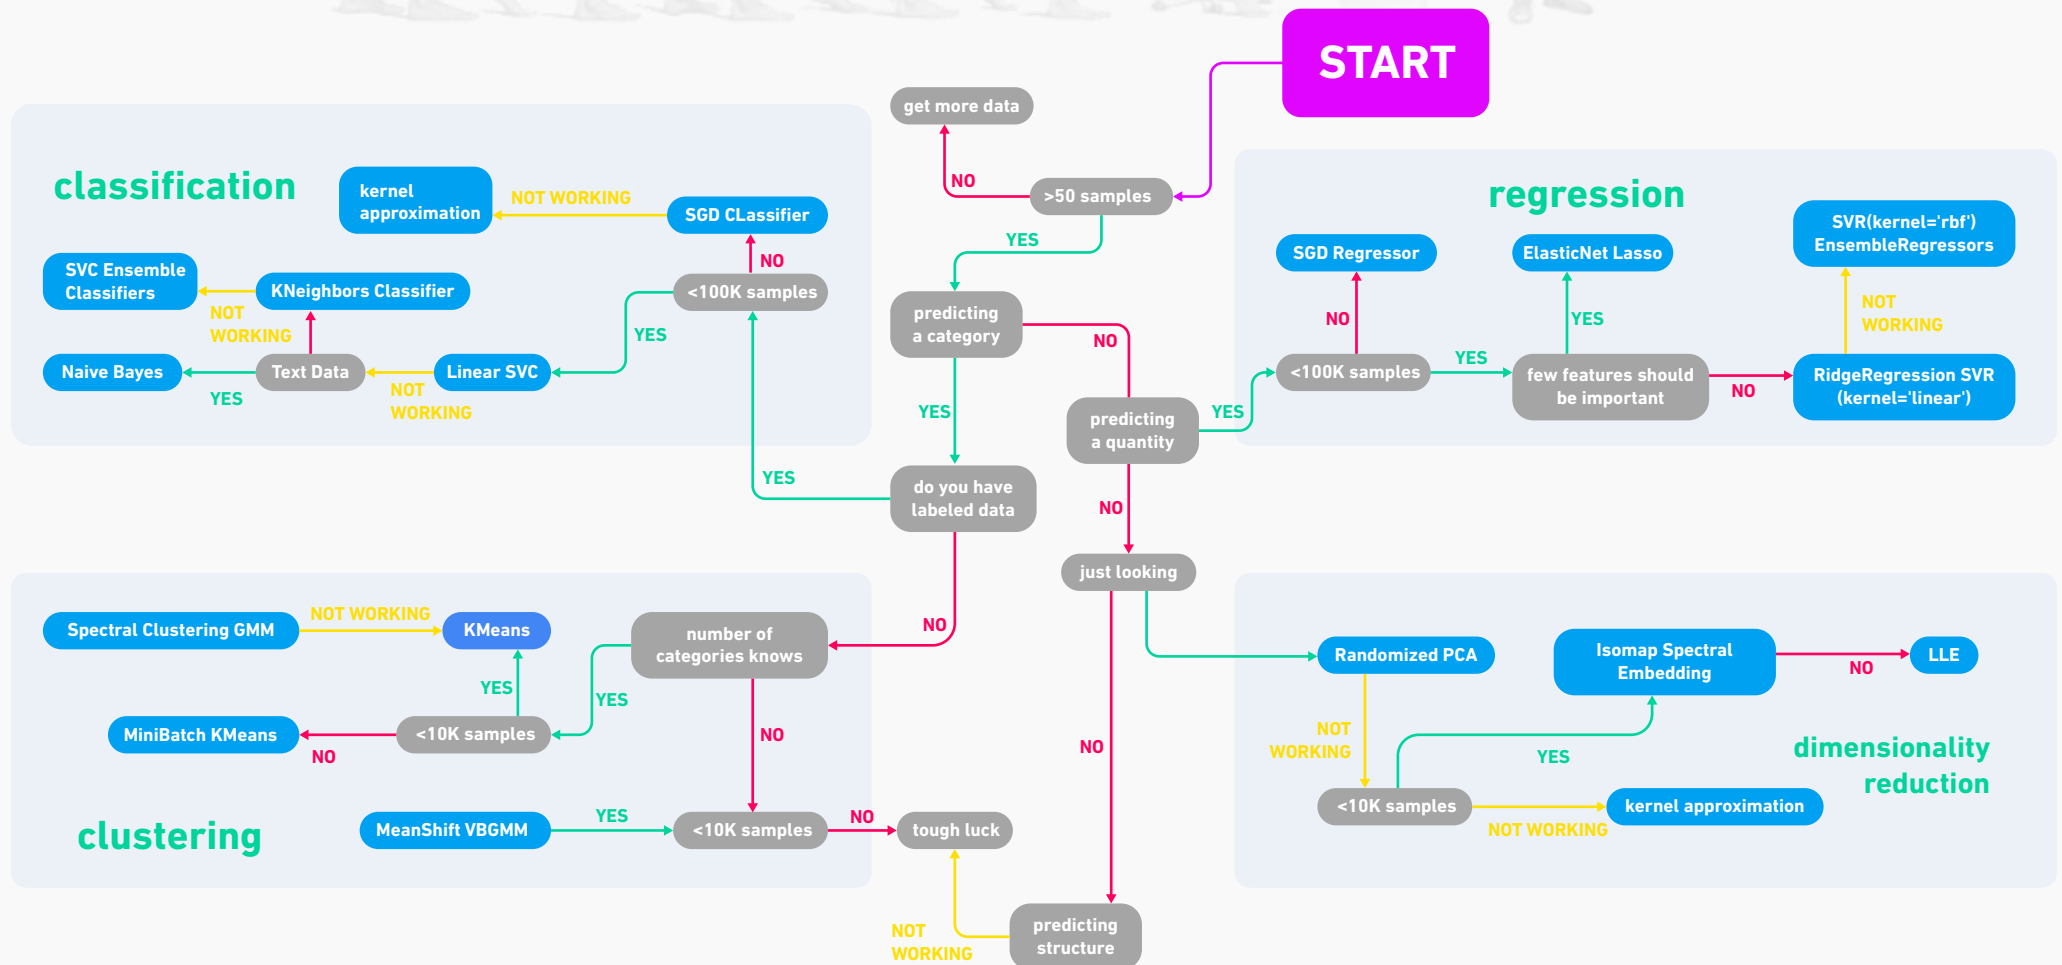 START
get more data
NO
>50 samples
YES
classification
kernel
approximation
NOT WORKING
SGD CLassifier
NO
<100K samples
SVC Ensemble
Classifiers
KNeighbors Classifier
NOT
WORKING
YES
Naive Bayes
YES
Text Data
NOT
WORKING
Linear SVC
predicting
a category
NO
YES
YES
do you have
labeled data
NO
predicting
a quantity
YES
NO
just looking
NO
regression
SGD Regressor
NO
<100K samples
YES
ElasticNet Lasso
YES
few features should
be important
NO
SVR(kernel='rbf')
EnsembleRegressors
NOT
WORKING
RidgeRegression SVR
(kernel='linear')
Spectral Clustering GMM
NOT WORKING
KMeans
number of
categories knows
YES
YES
MiniBatch KMeans
NO
<10K samples
NO
clustering
MeanShift VBGMM
YES
<10K samples
NO
tough luck
NOT
WORKING
predicting
structure
Randomized PCA
NOT
WORKING
Isomap Spectral
Embedding
NO
LLE
YES
<10K samples
NOT WORKING
kernel approximation
dimensionality
reduction